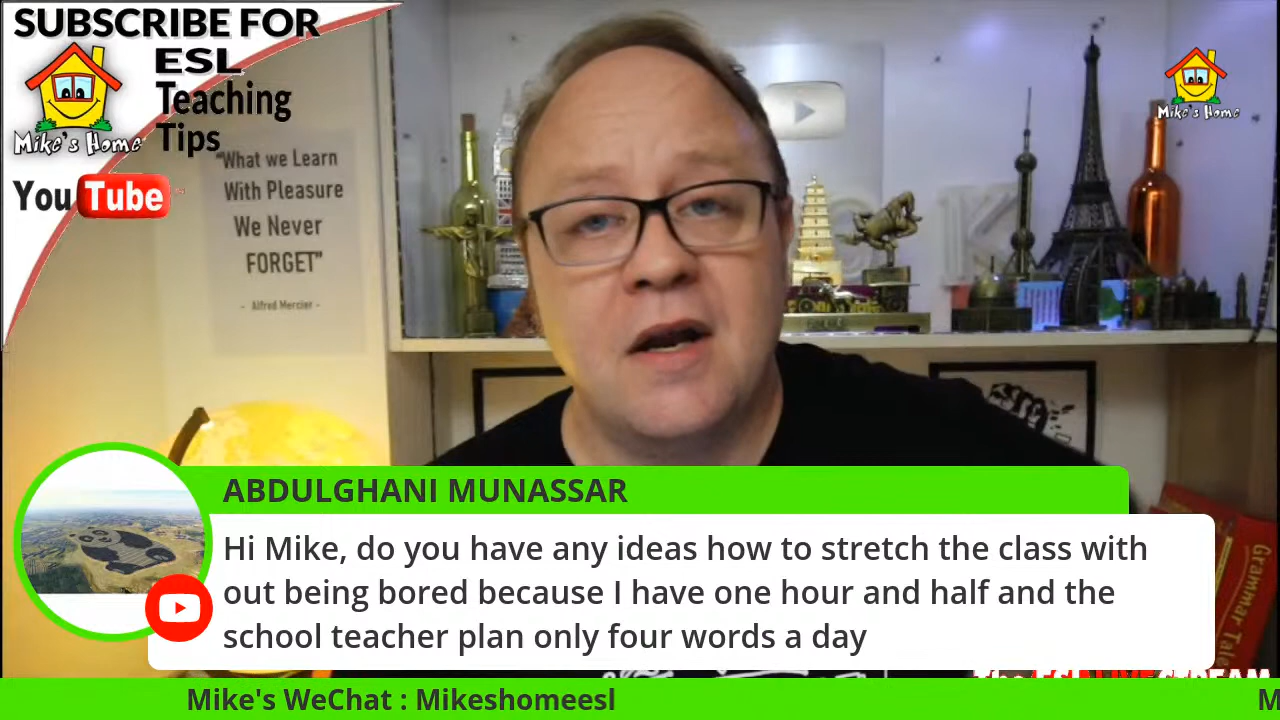 SUBSCRIBE FOR
ESL
Teaching
Tips
Mike's Home
YouTube
"What we Learn
With Pleasure
We Never
FORGET"
- Alfred Mercier -
Mike's Home
K
ABDULGHANI MUNASSAR
Hi Mike, do you have any ideas how to stretch the class with
out being bored because I have one hour and half and the
school teacher plan only four words a day
Grammar Tale
Mike's WeChat : Mikeshomeesl
M